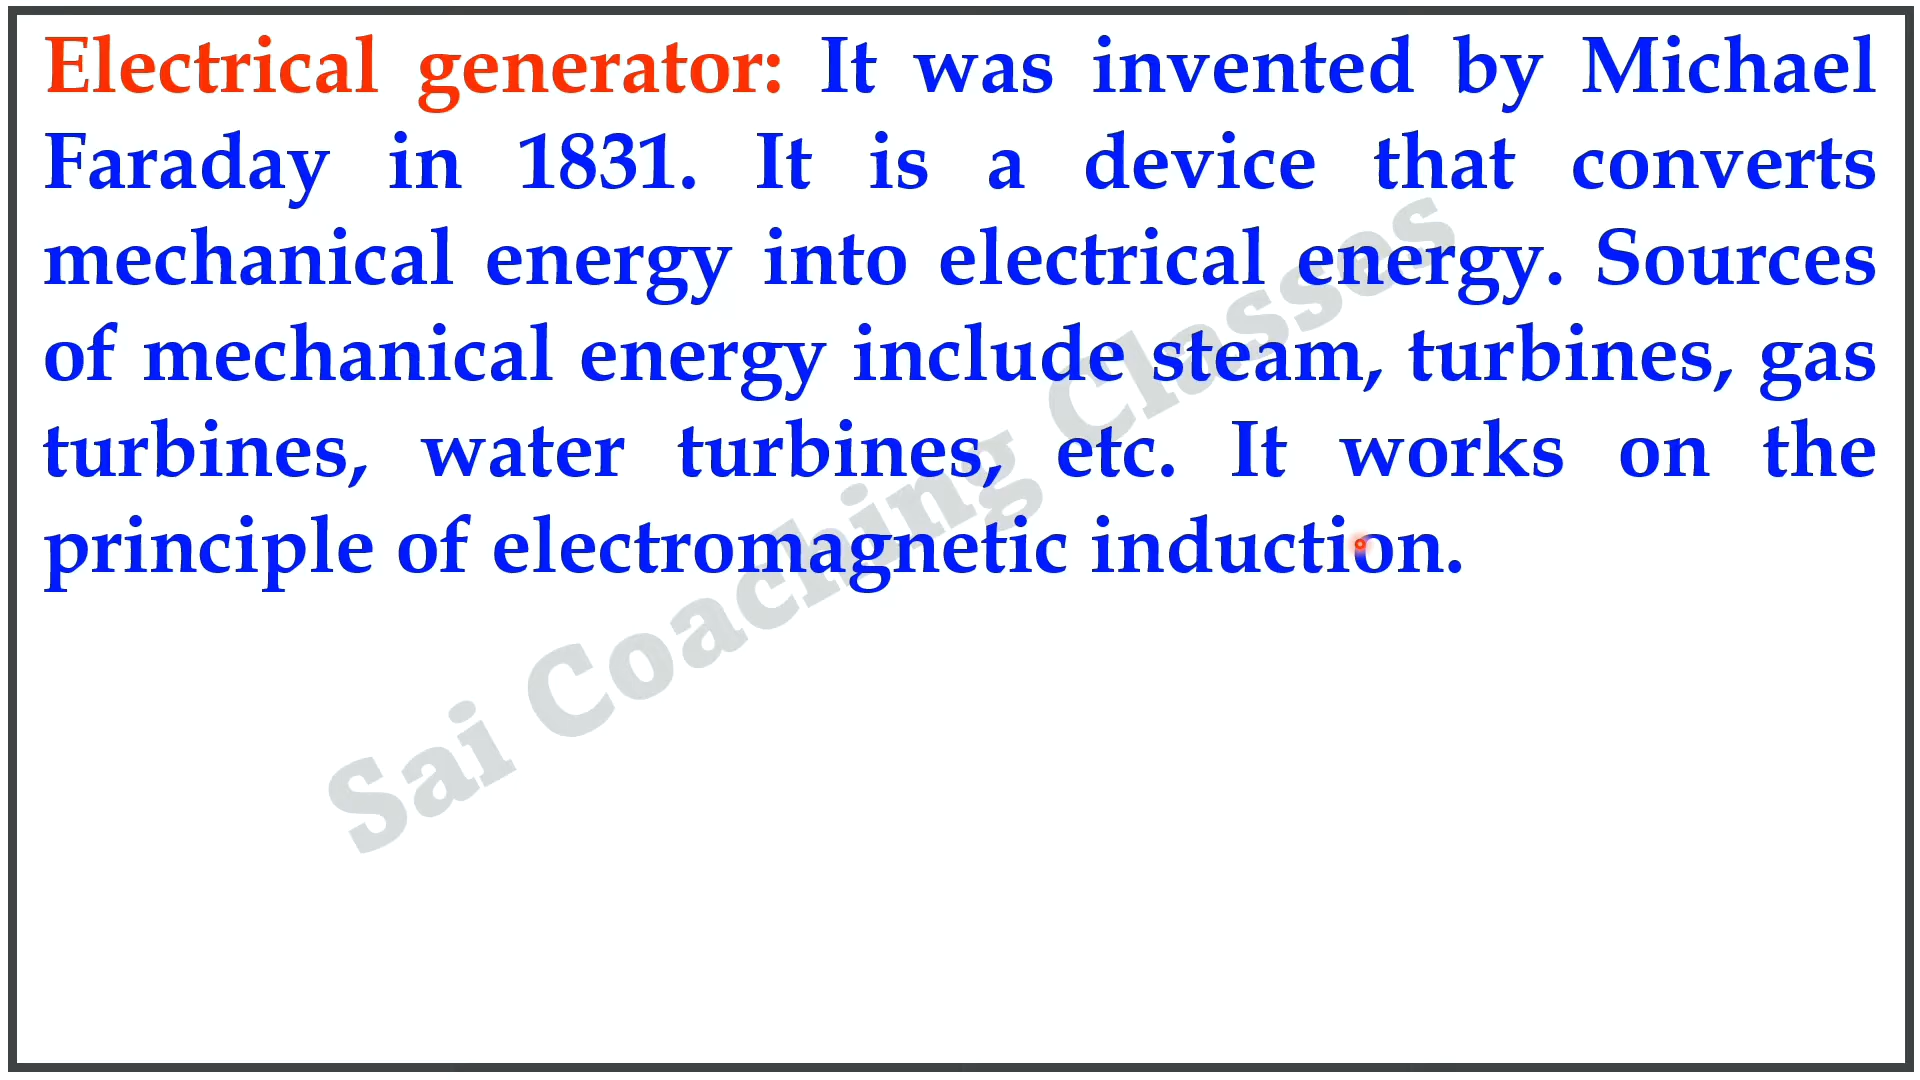 Electrical generator: It was invented by Michael
Faraday in 1831. It is a device that converts
mechanical energy into electrical energy. Sources
of mechanical energy include steam, turbines, gas
turbines, water turbines, etc. It works on the
principle of electromagnetic induction.
Sai Coaching Classes